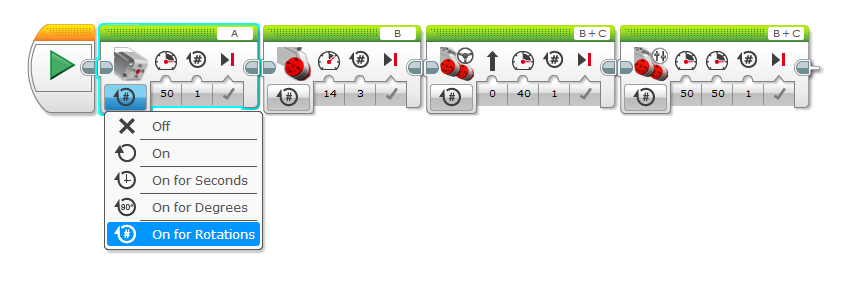 A
B
B + C
B + C
#
50
1
#
14
3
#
0
40
1
#
50
50
1
Off
On
On for Seconds
90°
On for Degrees
#
On for Rotations